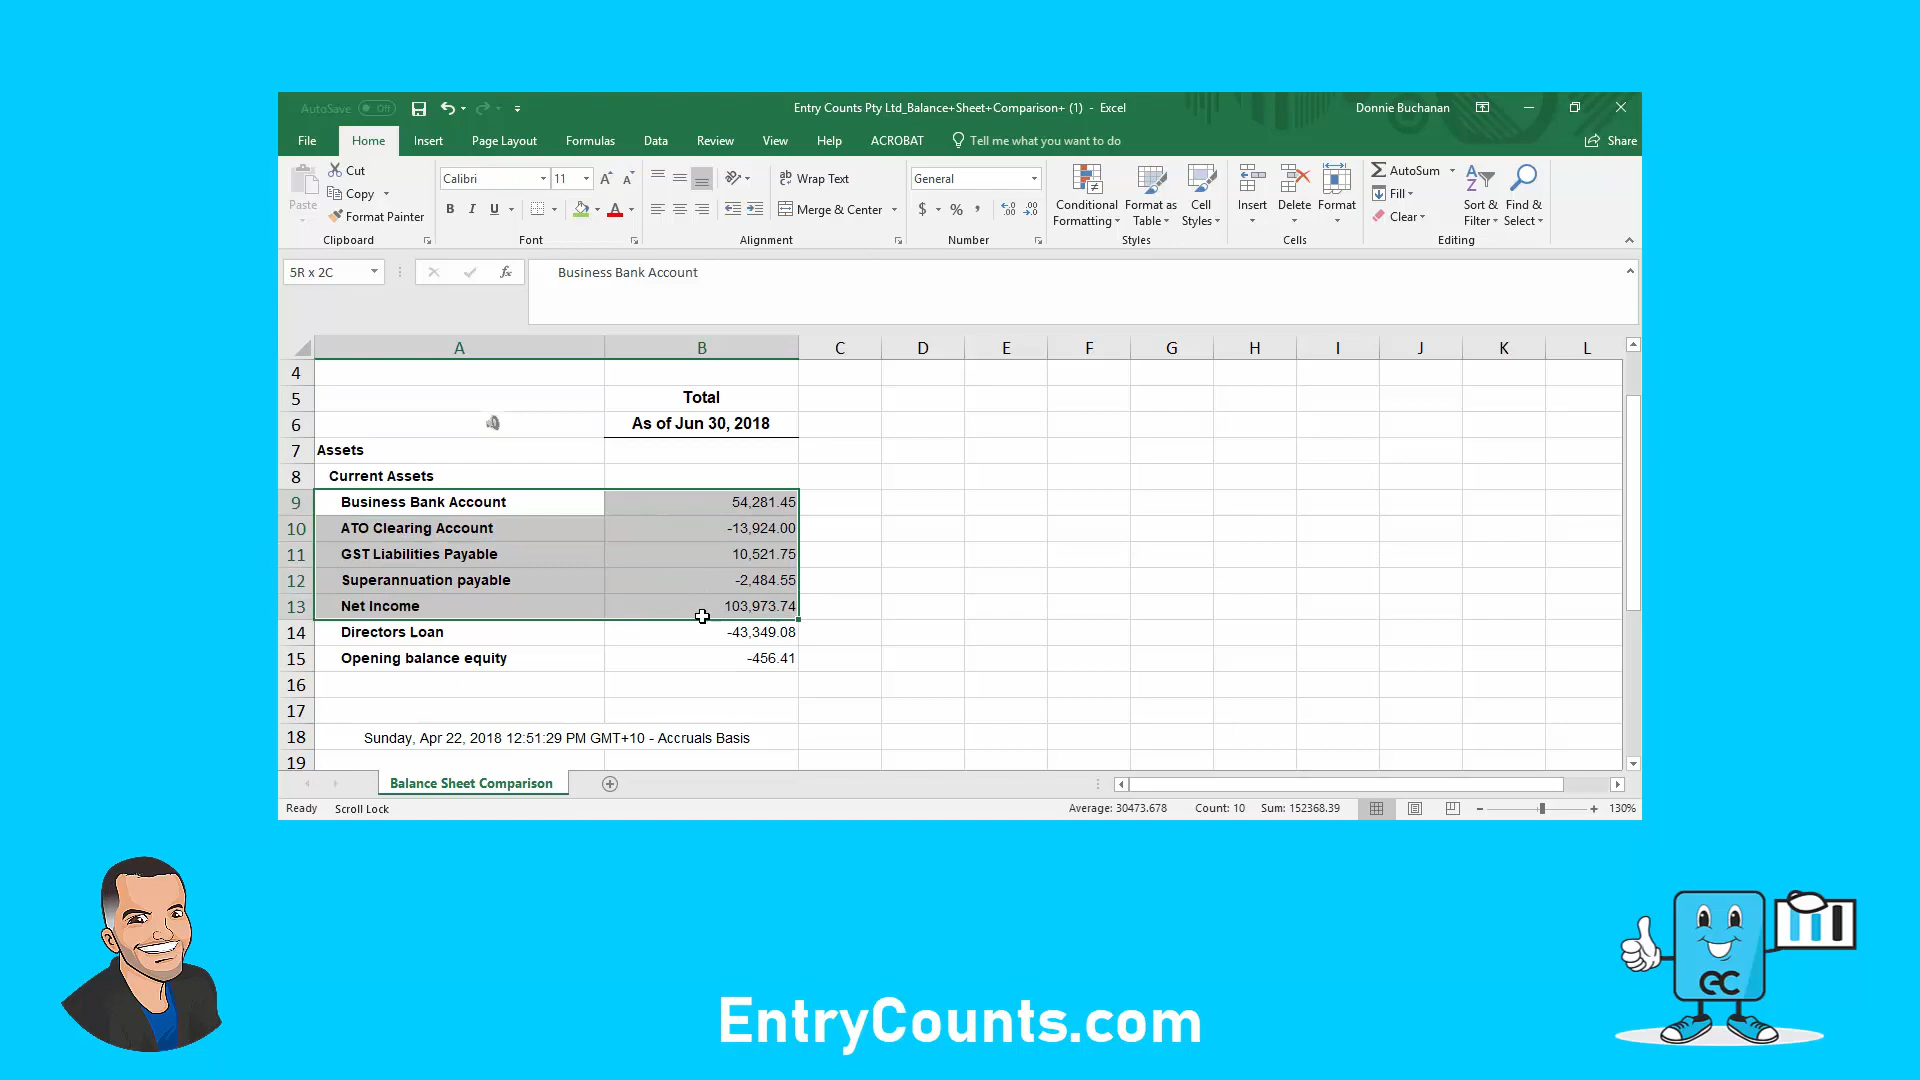 AutoSave Off
Entry Counts Pty Ltd_Balance+Sheet+Comparison+ (1) - Excel
Donnie Buchanan
File Home Insert Page Layout Formulas Data Review View Help ACROBAT Tell me what you want to do Share
Paste
Cut
Copy
Format Painter
Clipboard
Calibri 11 A A
B I U A
Font
ab Wrap Text
Merge & Center
Alignment
General
$ % ,
Number
Conditional Formatting
Format as Table
Cell Styles
Styles
Insert Delete Format
Cells
AutoSum
Fill
Clear
Sort & Filter
Find & Select
Editing
5R x 2C fx Business Bank Account
A B C D E F G H I J K L
4
5 Total
6 As of Jun 30, 2018
7 Assets
8 Current Assets
9 Business Bank Account 54,281.45
10 ATO Clearing Account -13,924.00
11 GST Liabilities Payable 10,521.75
12 Superannuation payable -2,484.55
13 Net Income 103,973.74
14 Directors Loan -43,349.08
15 Opening balance equity -456.41
16
17
18 Sunday, Apr 22, 2018 12:51:29 PM GMT+10 - Accruals Basis
19
Balance Sheet Comparison
Ready Scroll Lock Average: 30473.678 Count: 10 Sum: 152368.39 130%
ec
EntryCounts.com